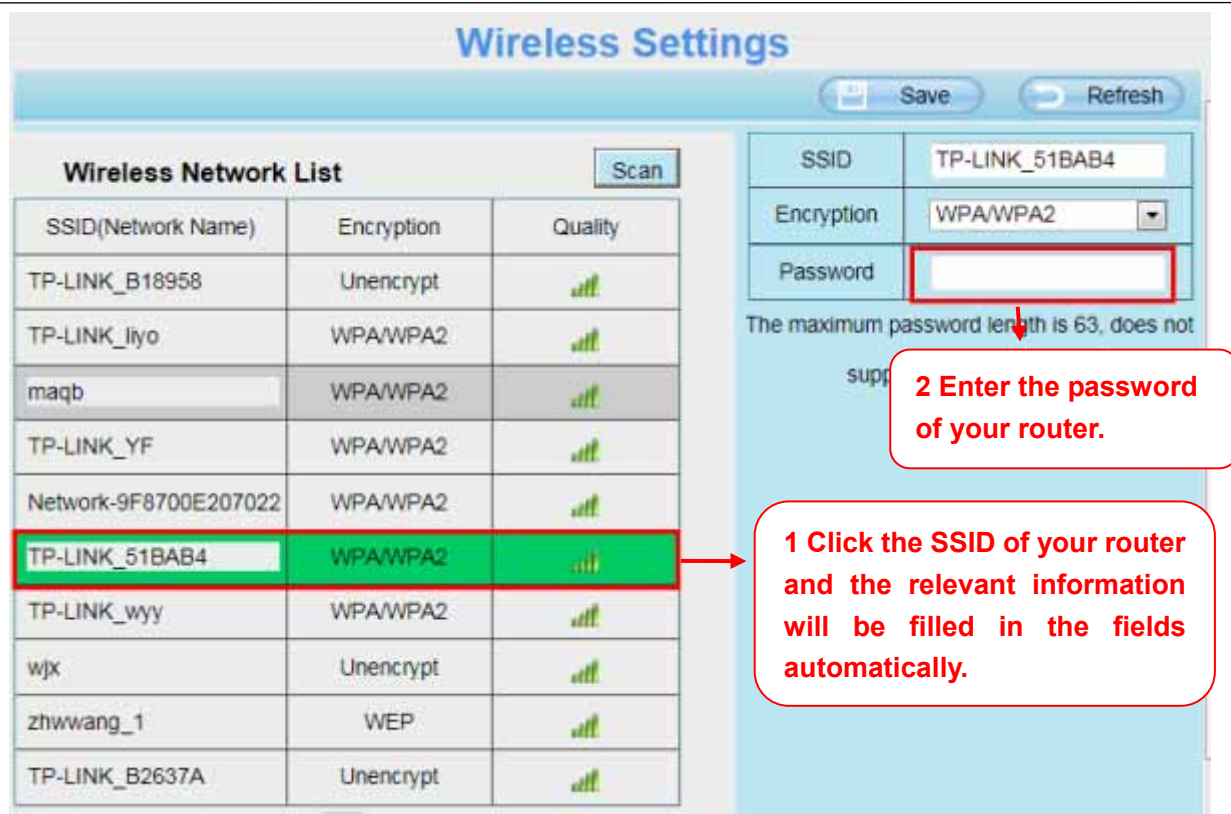 Wireless Settings
Save Refresh
Wireless Network List Scan
SSID(Network Name) Encryption Quality
TP-LINK_B18958 Unencrypt
TP-LINK_liyo WPA/WPA2
maqb WPA/WPA2
TP-LINK_YF WPA/WPA2
Network-9F8700E207022 WPA/WPA2
TP-LINK_51BAB4 WPA/WPA2
TP-LINK_wyy WPA/WPA2
wjx Unencrypt
zhwwang_1 WEP
TP-LINK_B2637A Unencrypt
SSID TP-LINK_51BAB4
Encryption WPA/WPA2
Password
The maximum password length is 63, does not
supp
2 Enter the password
of your router.
1 Click the SSID of your router
and the relevant information
will be filled in the fields
automatically.